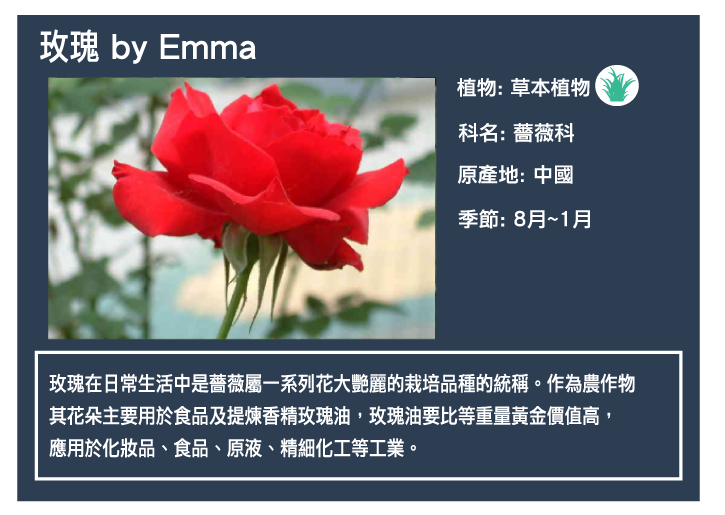 玫瑰 by Emma
植物: 草本植物
科名: 薔薇科
原產地: 中國
季節: 8月~1月
玫瑰在日常生活中是薔薇屬一系列花大艷麗的栽培品種的統稱。作為農作物
其花朵主要用於食品及提煉香精玫瑰油，玫瑰油要比等重量黃金價值高，
應用於化妝品、食品、原液、精細化工等工業。